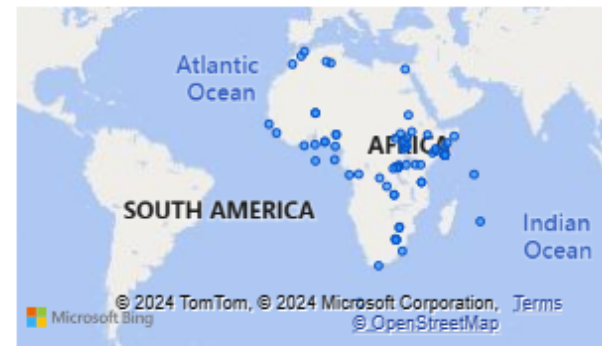 Atlantic
Ocean
AFRICA
SOUTH AMERICA
Indian
Ocean
© 2024 TomTom, © 2024 Microsoft Corporation, Terms
Microsoft Bing
© OpenStreetMap